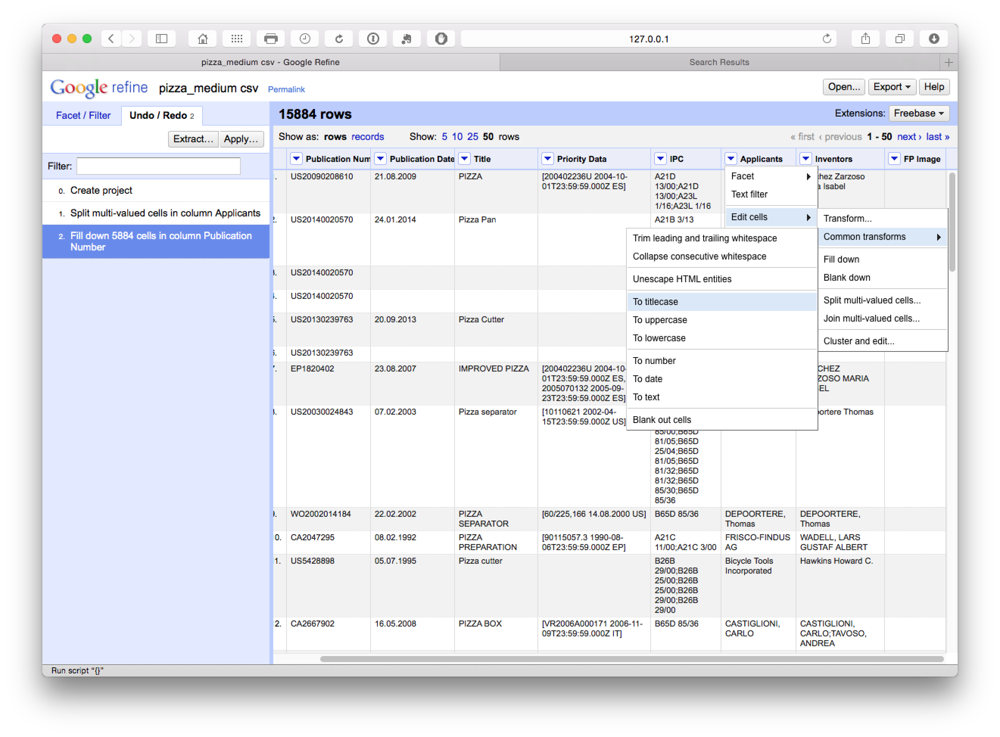 127.0.0.1
pizza_medium csv - Google Refine
Search Results
Google refine pizza_medium csv Permalink
Open... Export Help
Facet / Filter
Undo / Redo 2
15884 rows
Extensions: Freebase
Extract... Apply...
Show as: rows records Show: 5 10 25 50 rows
« first ‹ previous 1 - 50 next › last »
Filter:
0. Create project
1. Split multi-valued cells in column Applicants
2. Fill down 5884 cells in column Publication
Number
Publication Num
Publication Date
Title
Priority Data
IPC
Applicants
Inventors
FP Image
US20090208610
21.08.2009
PIZZA
[200402236U 2004-10-
01T23:59:59.000Z ES]
A21D
13/00;A21D
13/00;A23L
1/16;A23L 1/16
hez Zarzoso
a Isabel
US20140020570
24.01.2014
Pizza Pan
A21B 3/13
US20140020570
US20140020570
US20130239763
20.09.2013
Pizza Cutter
US20130239763
EP1820402
23.08.2007
IMPROVED PIZZA
[200402236U 2004-10-
01T23:59:59.000Z ES,
2005070132 2005-09-
23T23:59:59.000Z ES]
CHEZ
ZOSO MARIA
EL
US20030024843
07.02.2003
Pizza separator
[10110621 2002-04-
15T23:59:59.000Z US]
85/00;B65D
81/05;B65D
25/04;B65D
81/05;B65D
81/32;B65D
81/32;B65D
85/30;B65D
85/36
ortere Thomas
9.
WO2002014184
22.02.2002
PIZZA
SEPARATOR
[60/225,166 14.08.2000 US]
B65D 85/36
DEPOORTERE,
Thomas
DEPOORTERE,
Thomas
0.
CA2047295
08.02.1992
PIZZA
PREPARATION
[90115057.3 1990-08-
06T23:59:59.000Z EP]
A21C
11/00;A21C 3/00
FRISCO-FINDUS
AG
WADELL, LARS
GUSTAF ALBERT
1.
US5428898
05.07.1995
Pizza cutter
B26B
29/00;B26B
25/00;B26B
25/00;B26B
29/00;B26B
29/00
Bicycle Tools
Incorporated
Hawkins Howard C.
2.
CA2667902
16.05.2008
PIZZA BOX
[VR2006A000171 2006-11-
09T23:59:59.000Z IT]
B65D 85/36
CASTIGLIONI,
CARLO
CASTIGLIONI,
CARLO;TAVOSO,
ANDREA
Facet
Text filter
Edit cells
Transform...
Common transforms
Fill down
Blank down
Split multi-valued cells...
Join multi-valued cells...
Cluster and edit...
Trim leading and trailing whitespace
Collapse consecutive whitespace
Unescape HTML entities
To titlecase
To uppercase
To lowercase
To number
To date
To text
Blank out cells
Run script “{}”